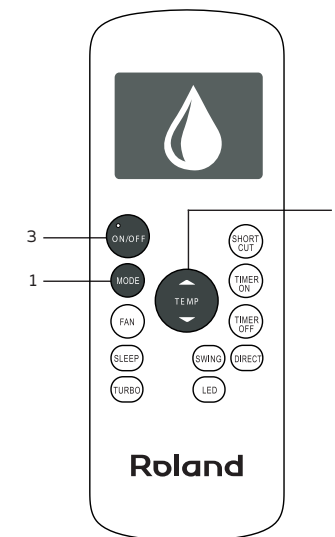 3
ON/OFF
SHORT
CUT
1
MODE
TEMP
TIMER
ON
FAN
TIMER
OFF
SLEEP
SWING
DIRECT
TURBO
LED
Roland